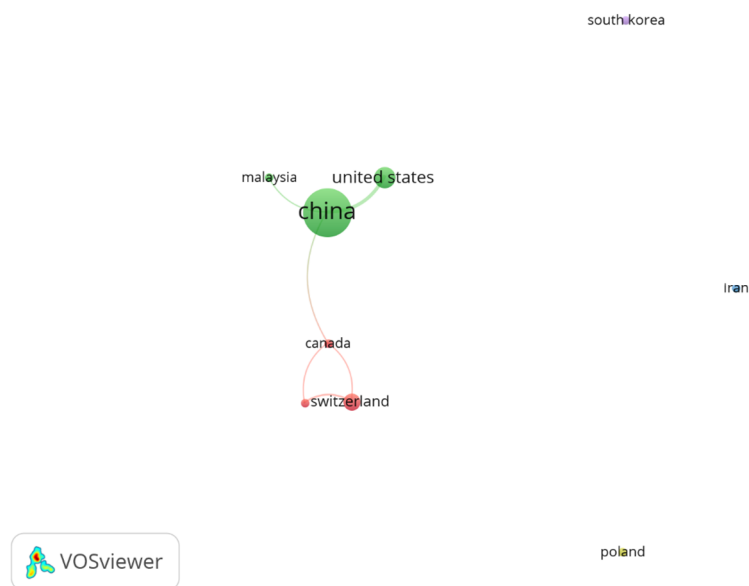 south korea
malaysia
united states
china
iran
canada
switzerland
poland
VOSviewer